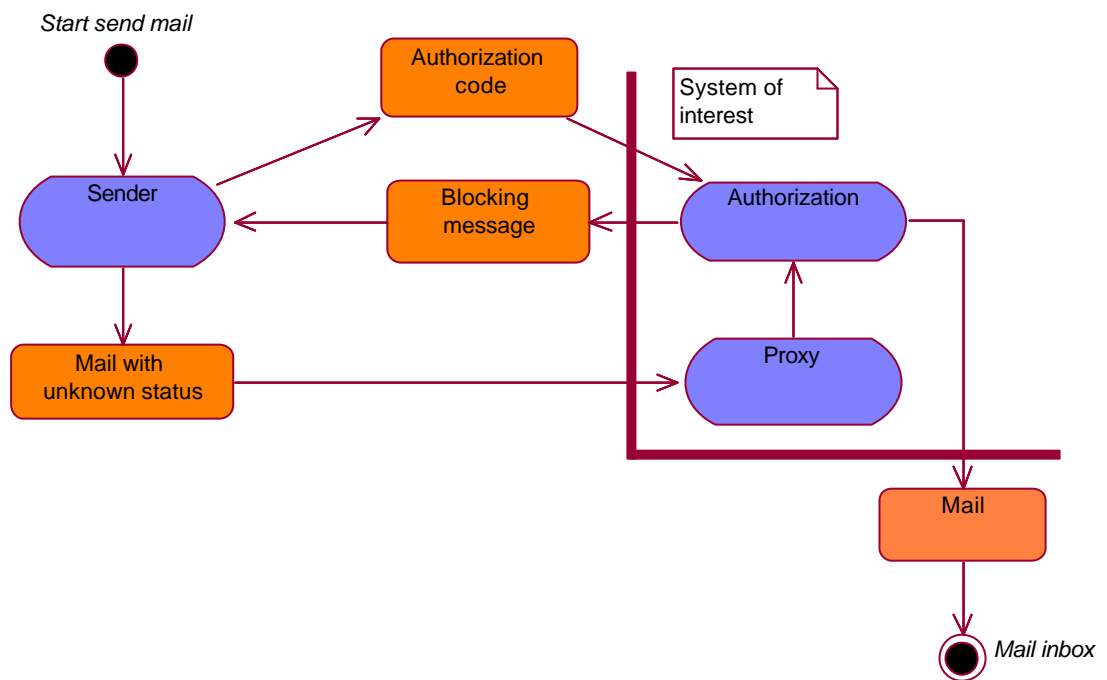 Start send mail
Authorization
code
System of
interest
Sender
Blocking
message
Authorization
Mail with
unknown status
Proxy
Mail
Mail inbox